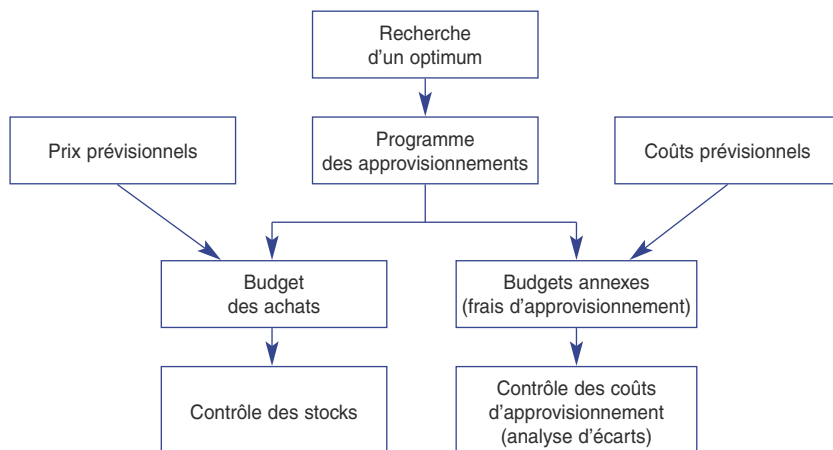 Recherche
d'un optimum
Prix prévisionnels
Programme
des approvisionnements
Coûts prévisionnels
Budget
des achats
Budgets annexes
(frais d'approvisionnement)
Contrôle des stocks
Contrôle des coûts
d'approvisionnement
(analyse d'écarts)